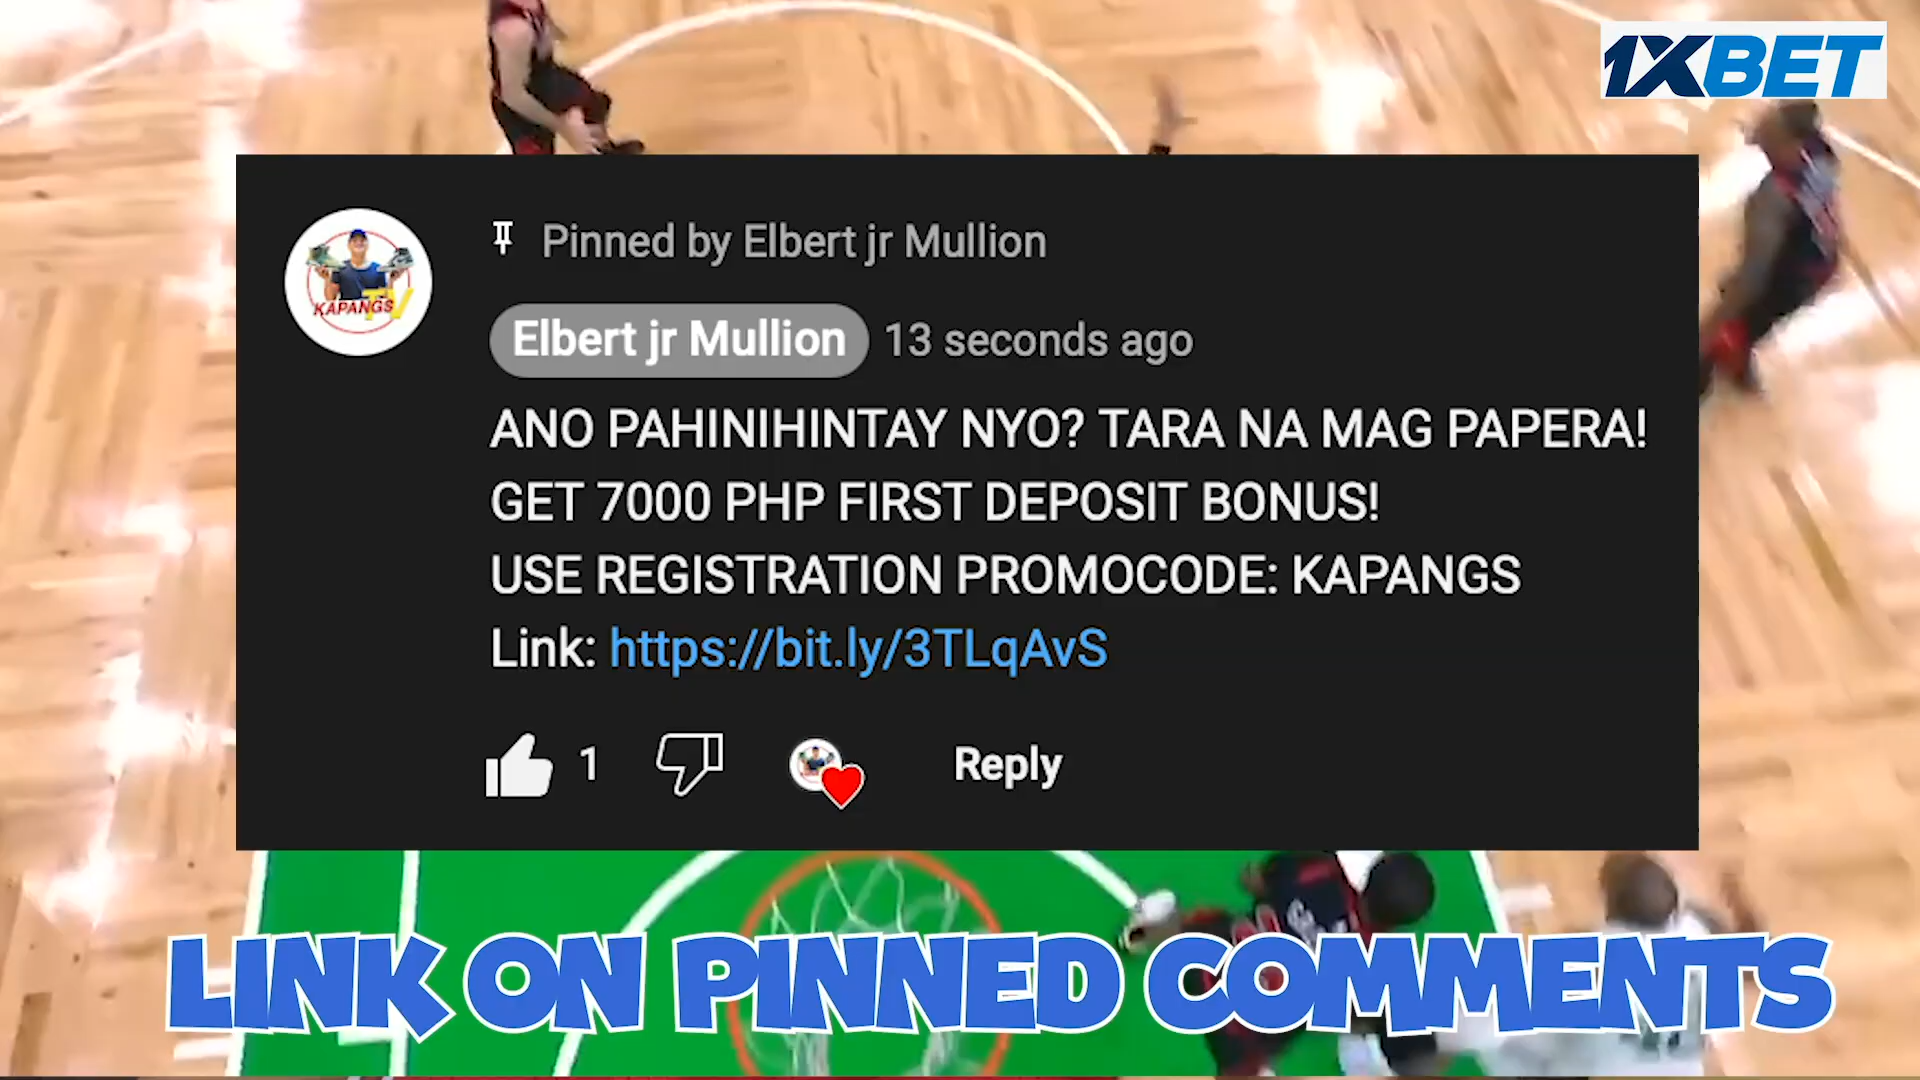 1XBET
Pinned by Elbert jr Mullion
KAPANGS TV
Elbert jr Mullion 13 seconds ago
ANO PAHINIHINTAY NYO? TARA NA MAG PAPERA!
GET 7000 PHP FIRST DEPOSIT BONUS!
USE REGISTRATION PROMOCODE: KAPANGS
Link: https://bit.ly/3TLqAvS
1
Reply
LINK ON PINNED COMMENTS